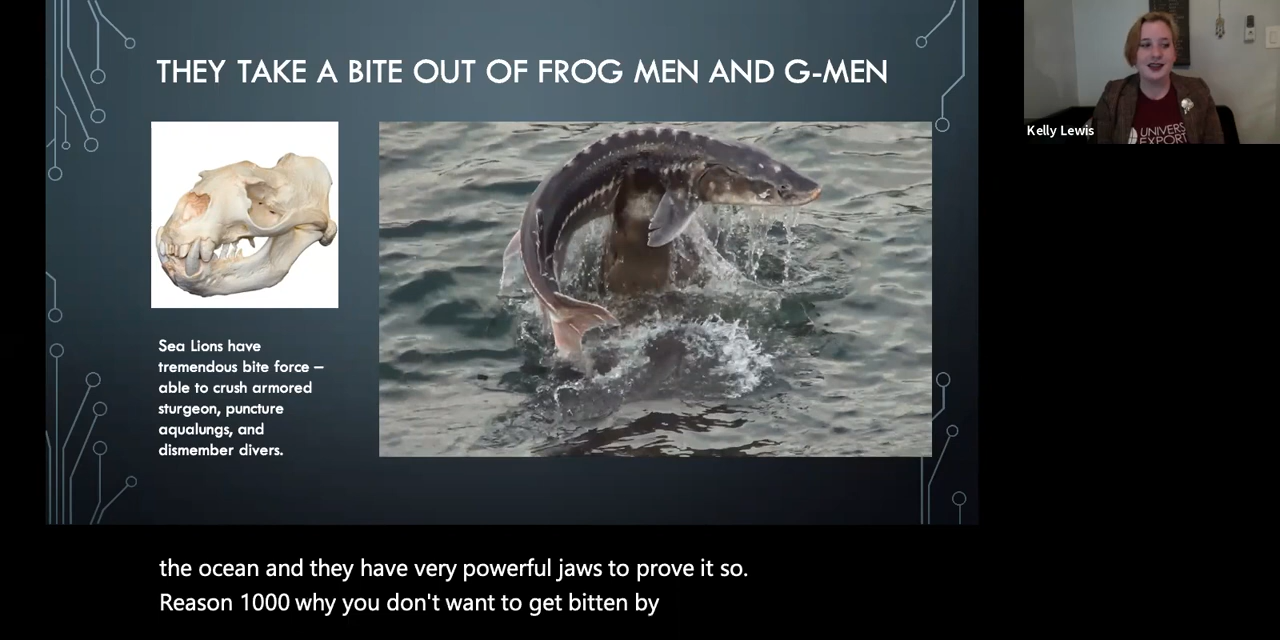 THEY TAKE A BITE OUT OF FROG MEN AND G-MEN
Kelly Lewis
UNIVERS
EXPORT
Sea Lions have
tremendous bite force –
able to crush armored
sturgeon, puncture
aqualungs, and
dismember divers.
the ocean and they have very powerful jaws to prove it so.
Reason 1000 why you don't want to get bitten by